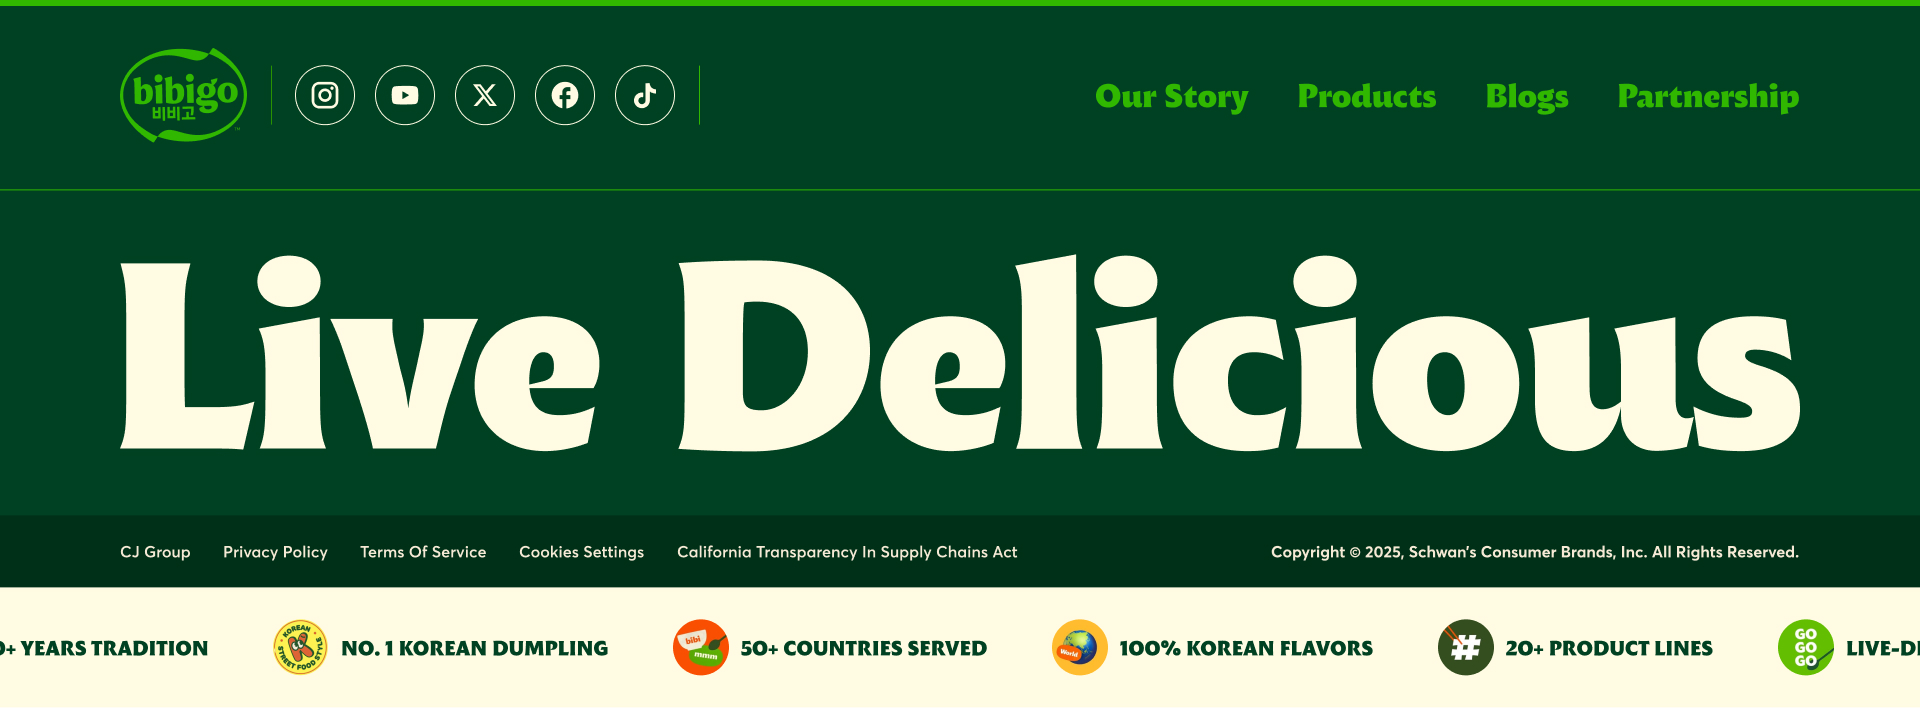 bibigo
비비고
TM
Our Story
Products
Blogs
Partnership
Live Delicious
CJ Group
Privacy Policy
Terms Of Service
Cookies Settings
California Transparency In Supply Chains Act
Copyright © 2025, Schwan's Consumer Brands, Inc. All Rights Reserved.
YEARS TRADITION
KOREAN
STREET FOOD STYLE
NO. 1 KOREAN DUMPLING
bibi
mmm
50+ COUNTRIES SERVED
World
100% KOREAN FLAVORS
#
20+ PRODUCT LINES
GO
GO
GO